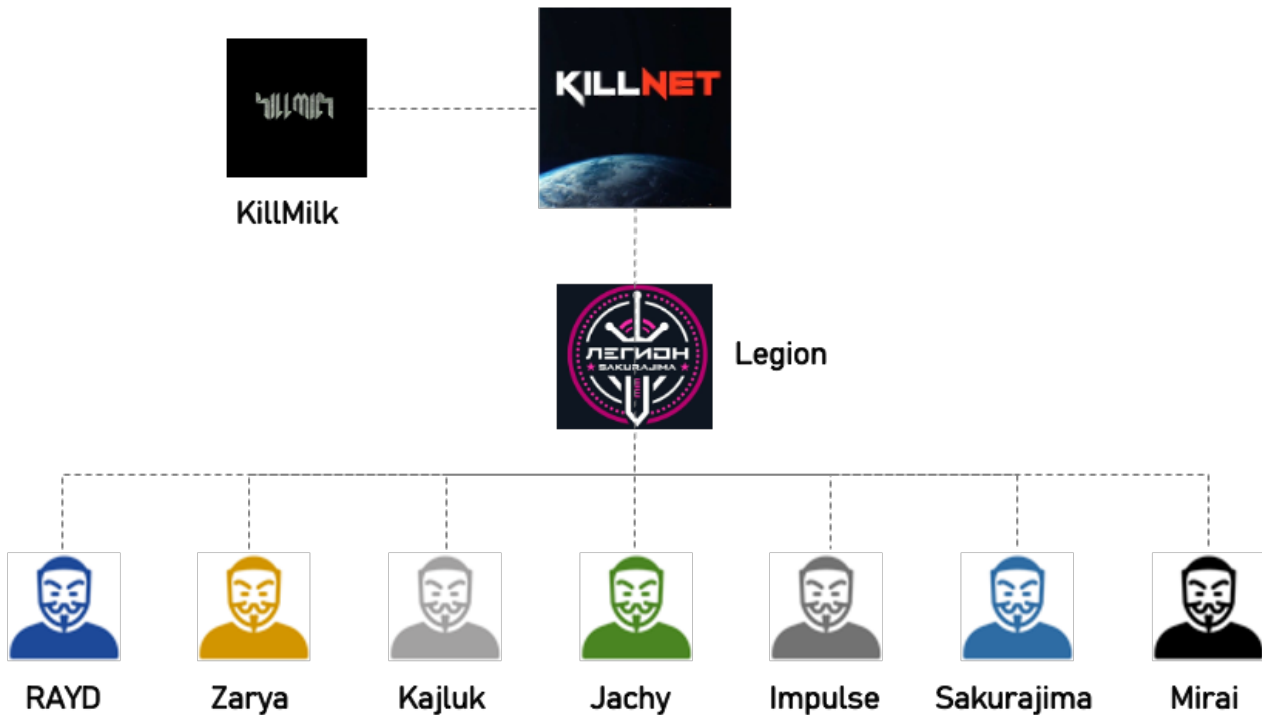 KILLNET
KillMilk
ЛЕГИОН
SAKURAJIMA
Legion
RAYD
Zarya
Kajluk
Jachy
Impulse
Sakurajima
Mirai